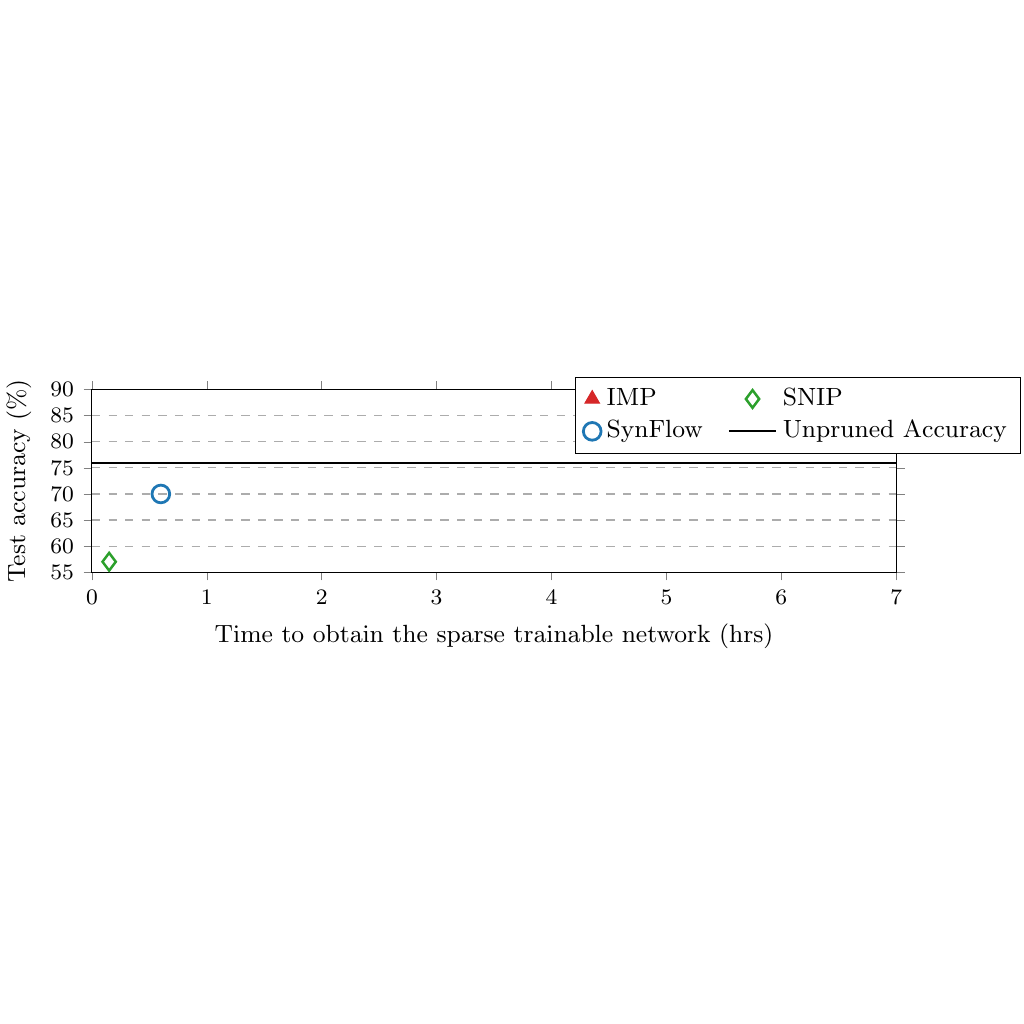 90
85
80
75
70
65
60
55
Test accuracy (%)
IMP SNIP
SynFlow Unpruned Accuracy
0 1 2 3 4 5 6 7
Time to obtain the sparse trainable network (hrs)